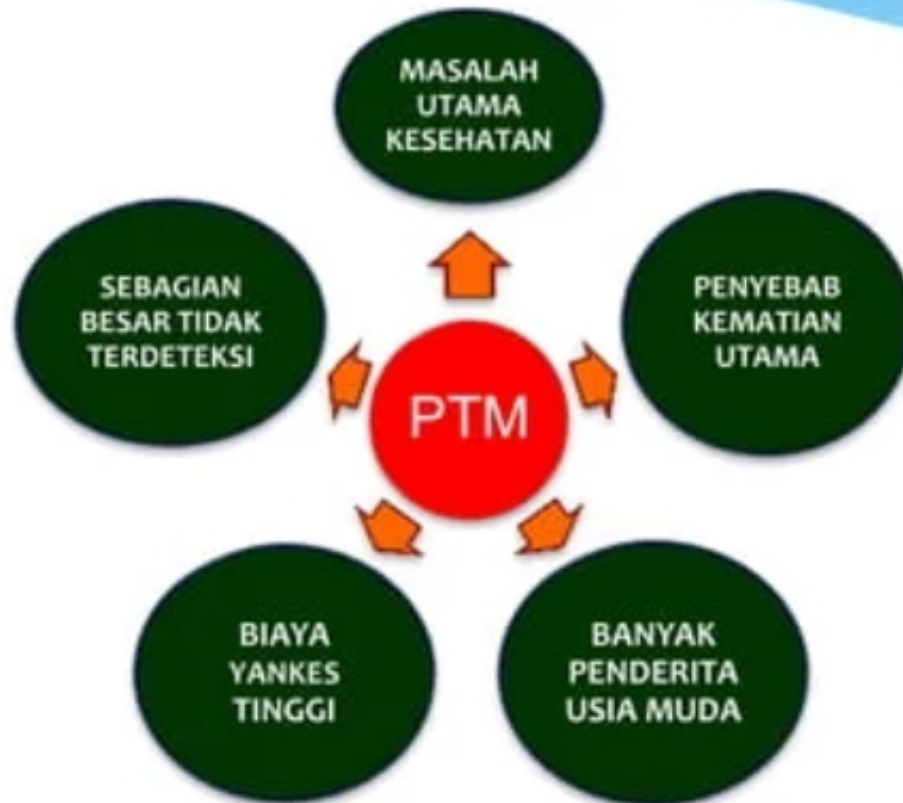 MASALAH
UTAMA
KESEHATAN
SEBAGIAN
BESAR TIDAK
TERDETEKSI
PENYEBAB
KEMATIAN
UTAMA
PTM
BIAYA
YANKES
TINGGI
BANYAK
PENDERITA
USIA MUDA